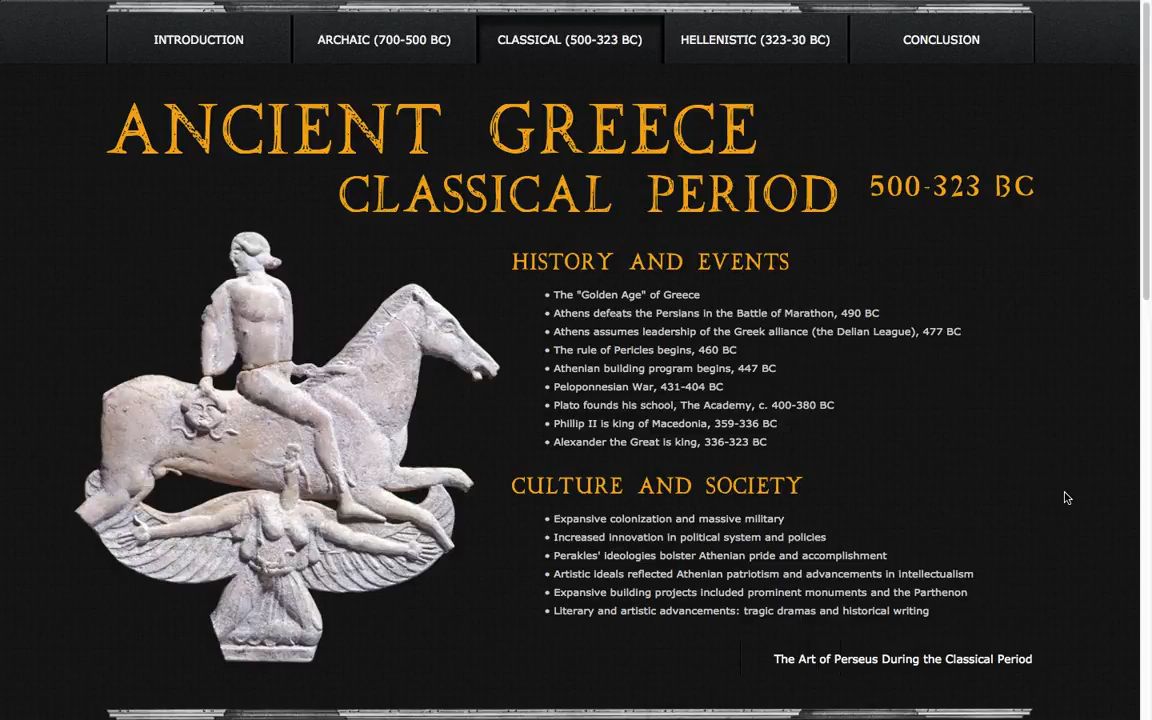 INTRODUCTION
ARCHAIC (700-500 BC)
CLASSICAL (500-323 BC)
HELLENISTIC (323-30 BC)
CONCLUSION
ANCIENT GREECE
CLASSICAL PERIOD 500-323 BC
HISTORY AND EVENTS
• The "Golden Age" of Greece
• Athens defeats the Persians in the Battle of Marathon, 490 BC
• Athens assumes leadership of the Greek alliance (the Delian League), 477 BC
• The rule of Pericles begins, 460 BC
• Athenian building program begins, 447 BC
• Peloponnesian War, 431-404 BC
• Plato founds his school, The Academy, c. 400-380 BC
• Phillip II is king of Macedonia, 359-336 BC
• Alexander the Great is king, 336-323 BC
CULTURE AND SOCIETY
• Expansive colonization and massive military
• Increased innovation in political system and policies
• Perakles' ideologies bolster Athenian pride and accomplishment
• Artistic ideals reflected Athenian patriotism and advancements in intellectualism
• Expansive building projects included prominent monuments and the Parthenon
• Literary and artistic advancements: tragic dramas and historical writing
The Art of Perseus During the Classical Period